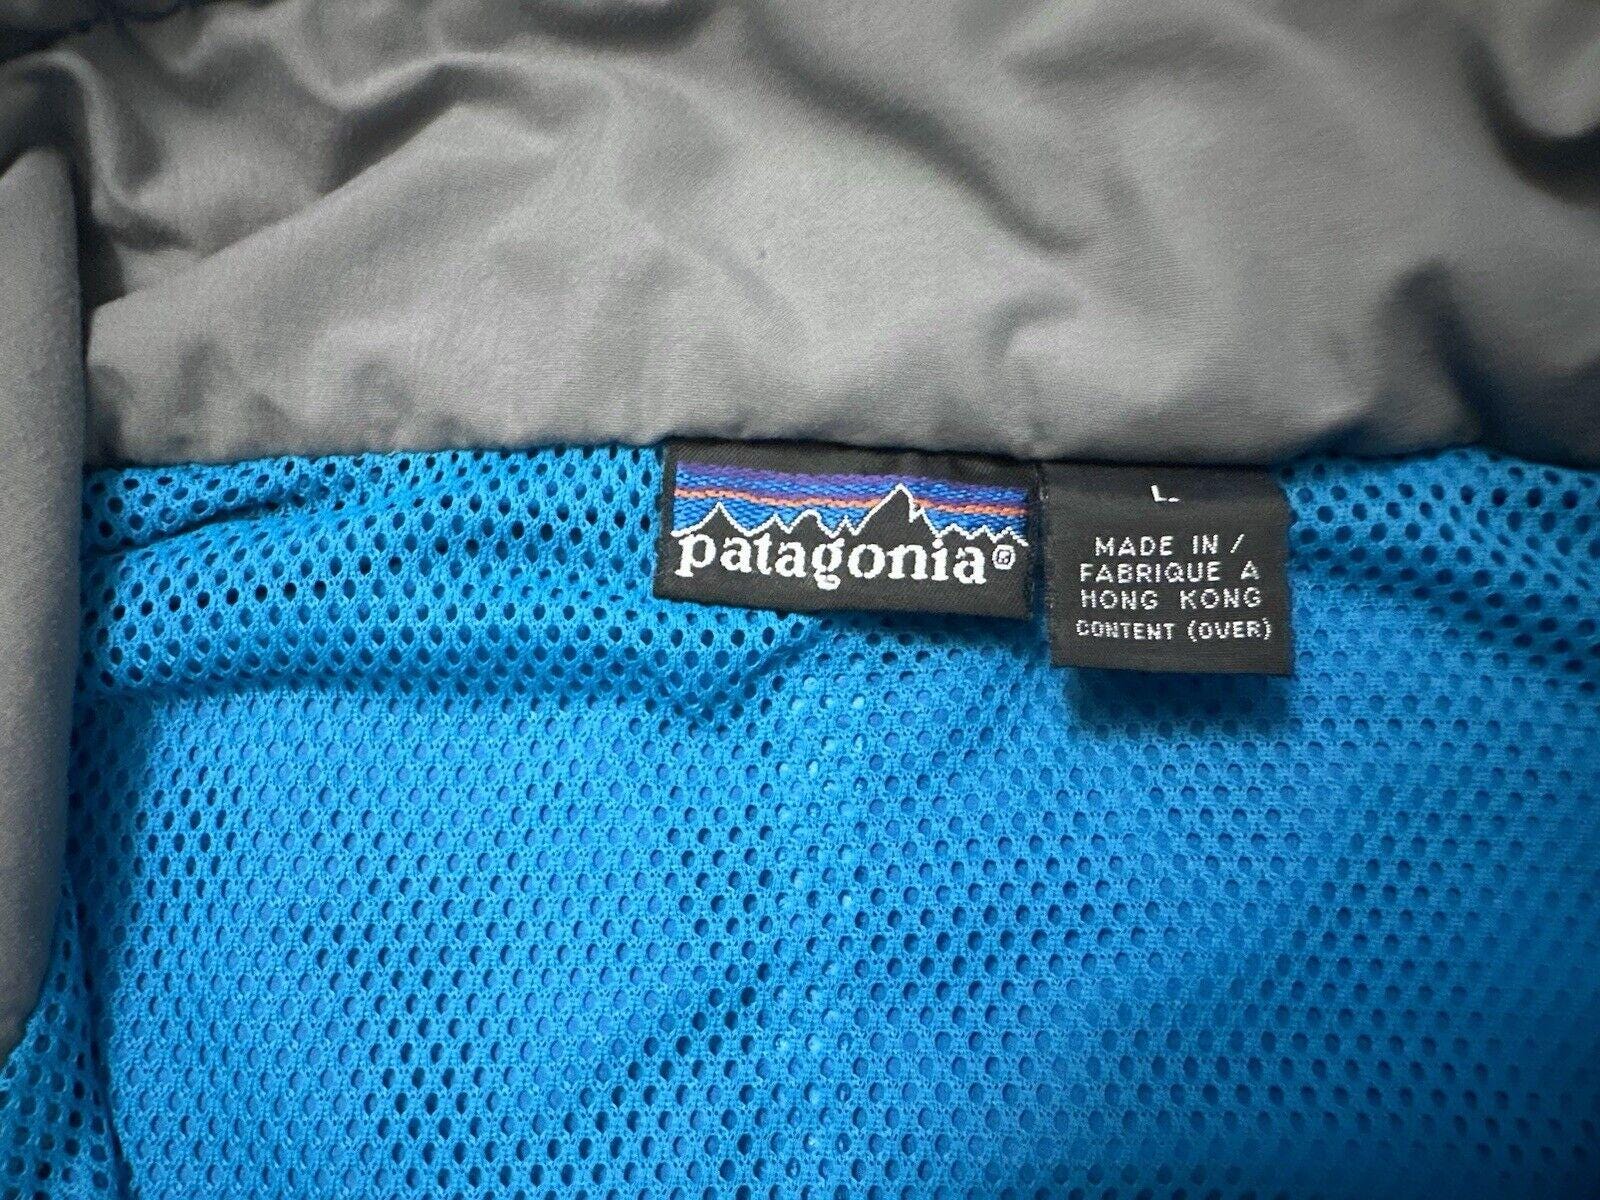 patagonia®
L
MADE IN /
FABRIQUE A
HONG KONG
CONTENT (OVER)